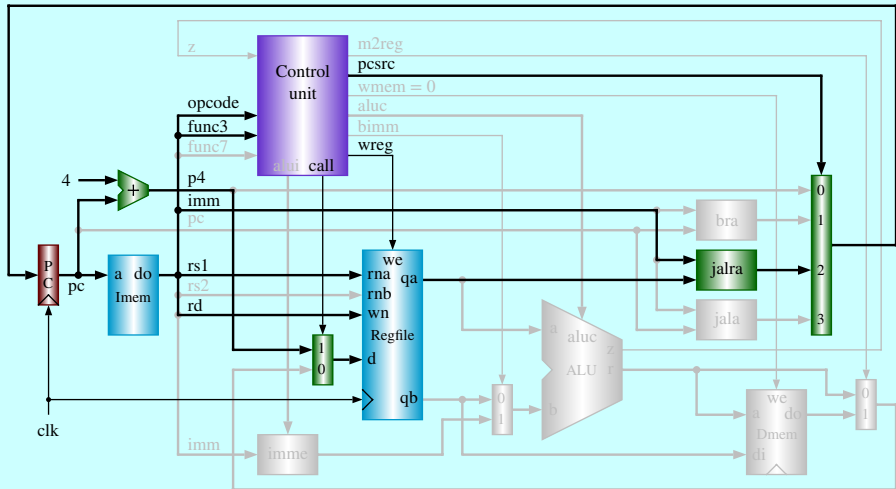 z
m2reg
pcsrc
Control
unit
wmem = 0
opcode
aluc
func3
bimm
func7
wreg
alui
call
4
+
p4
0
imm
1
bra
pc
we
P
C
a
do
rs1
rna
qa
jalra
2
pc
Imem
rs2
rnb
rd
wn
jala
3
Regfile
a
aluc
z
1
0
d
ALU
r
qb
0
1
b
we
0
1
a
do
clk
Dmem
imm
imme
di